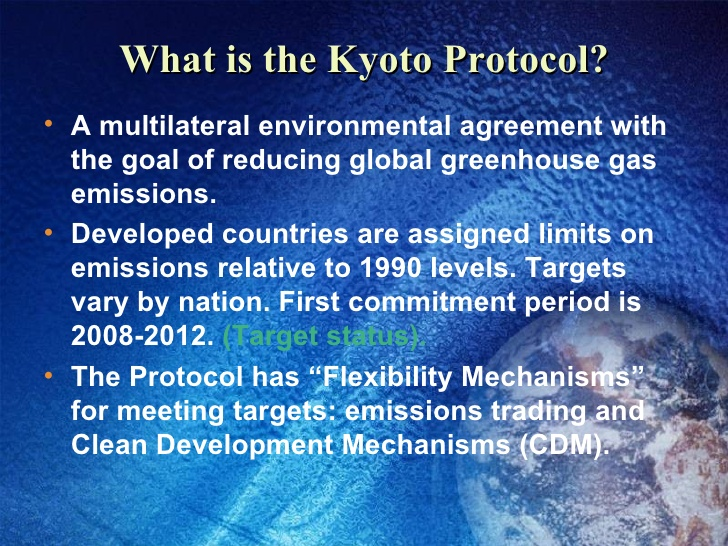 What is the Kyoto Protocol?
• A multilateral environmental agreement with
the goal of reducing global greenhouse gas
emissions.
• Developed countries are assigned limits on
emissions relative to 1990 levels. Targets
vary by nation. First commitment period is
2008-2012. (Target status).
• The Protocol has “Flexibility Mechanisms”
for meeting targets: emissions trading and
Clean Development Mechanisms (CDM).